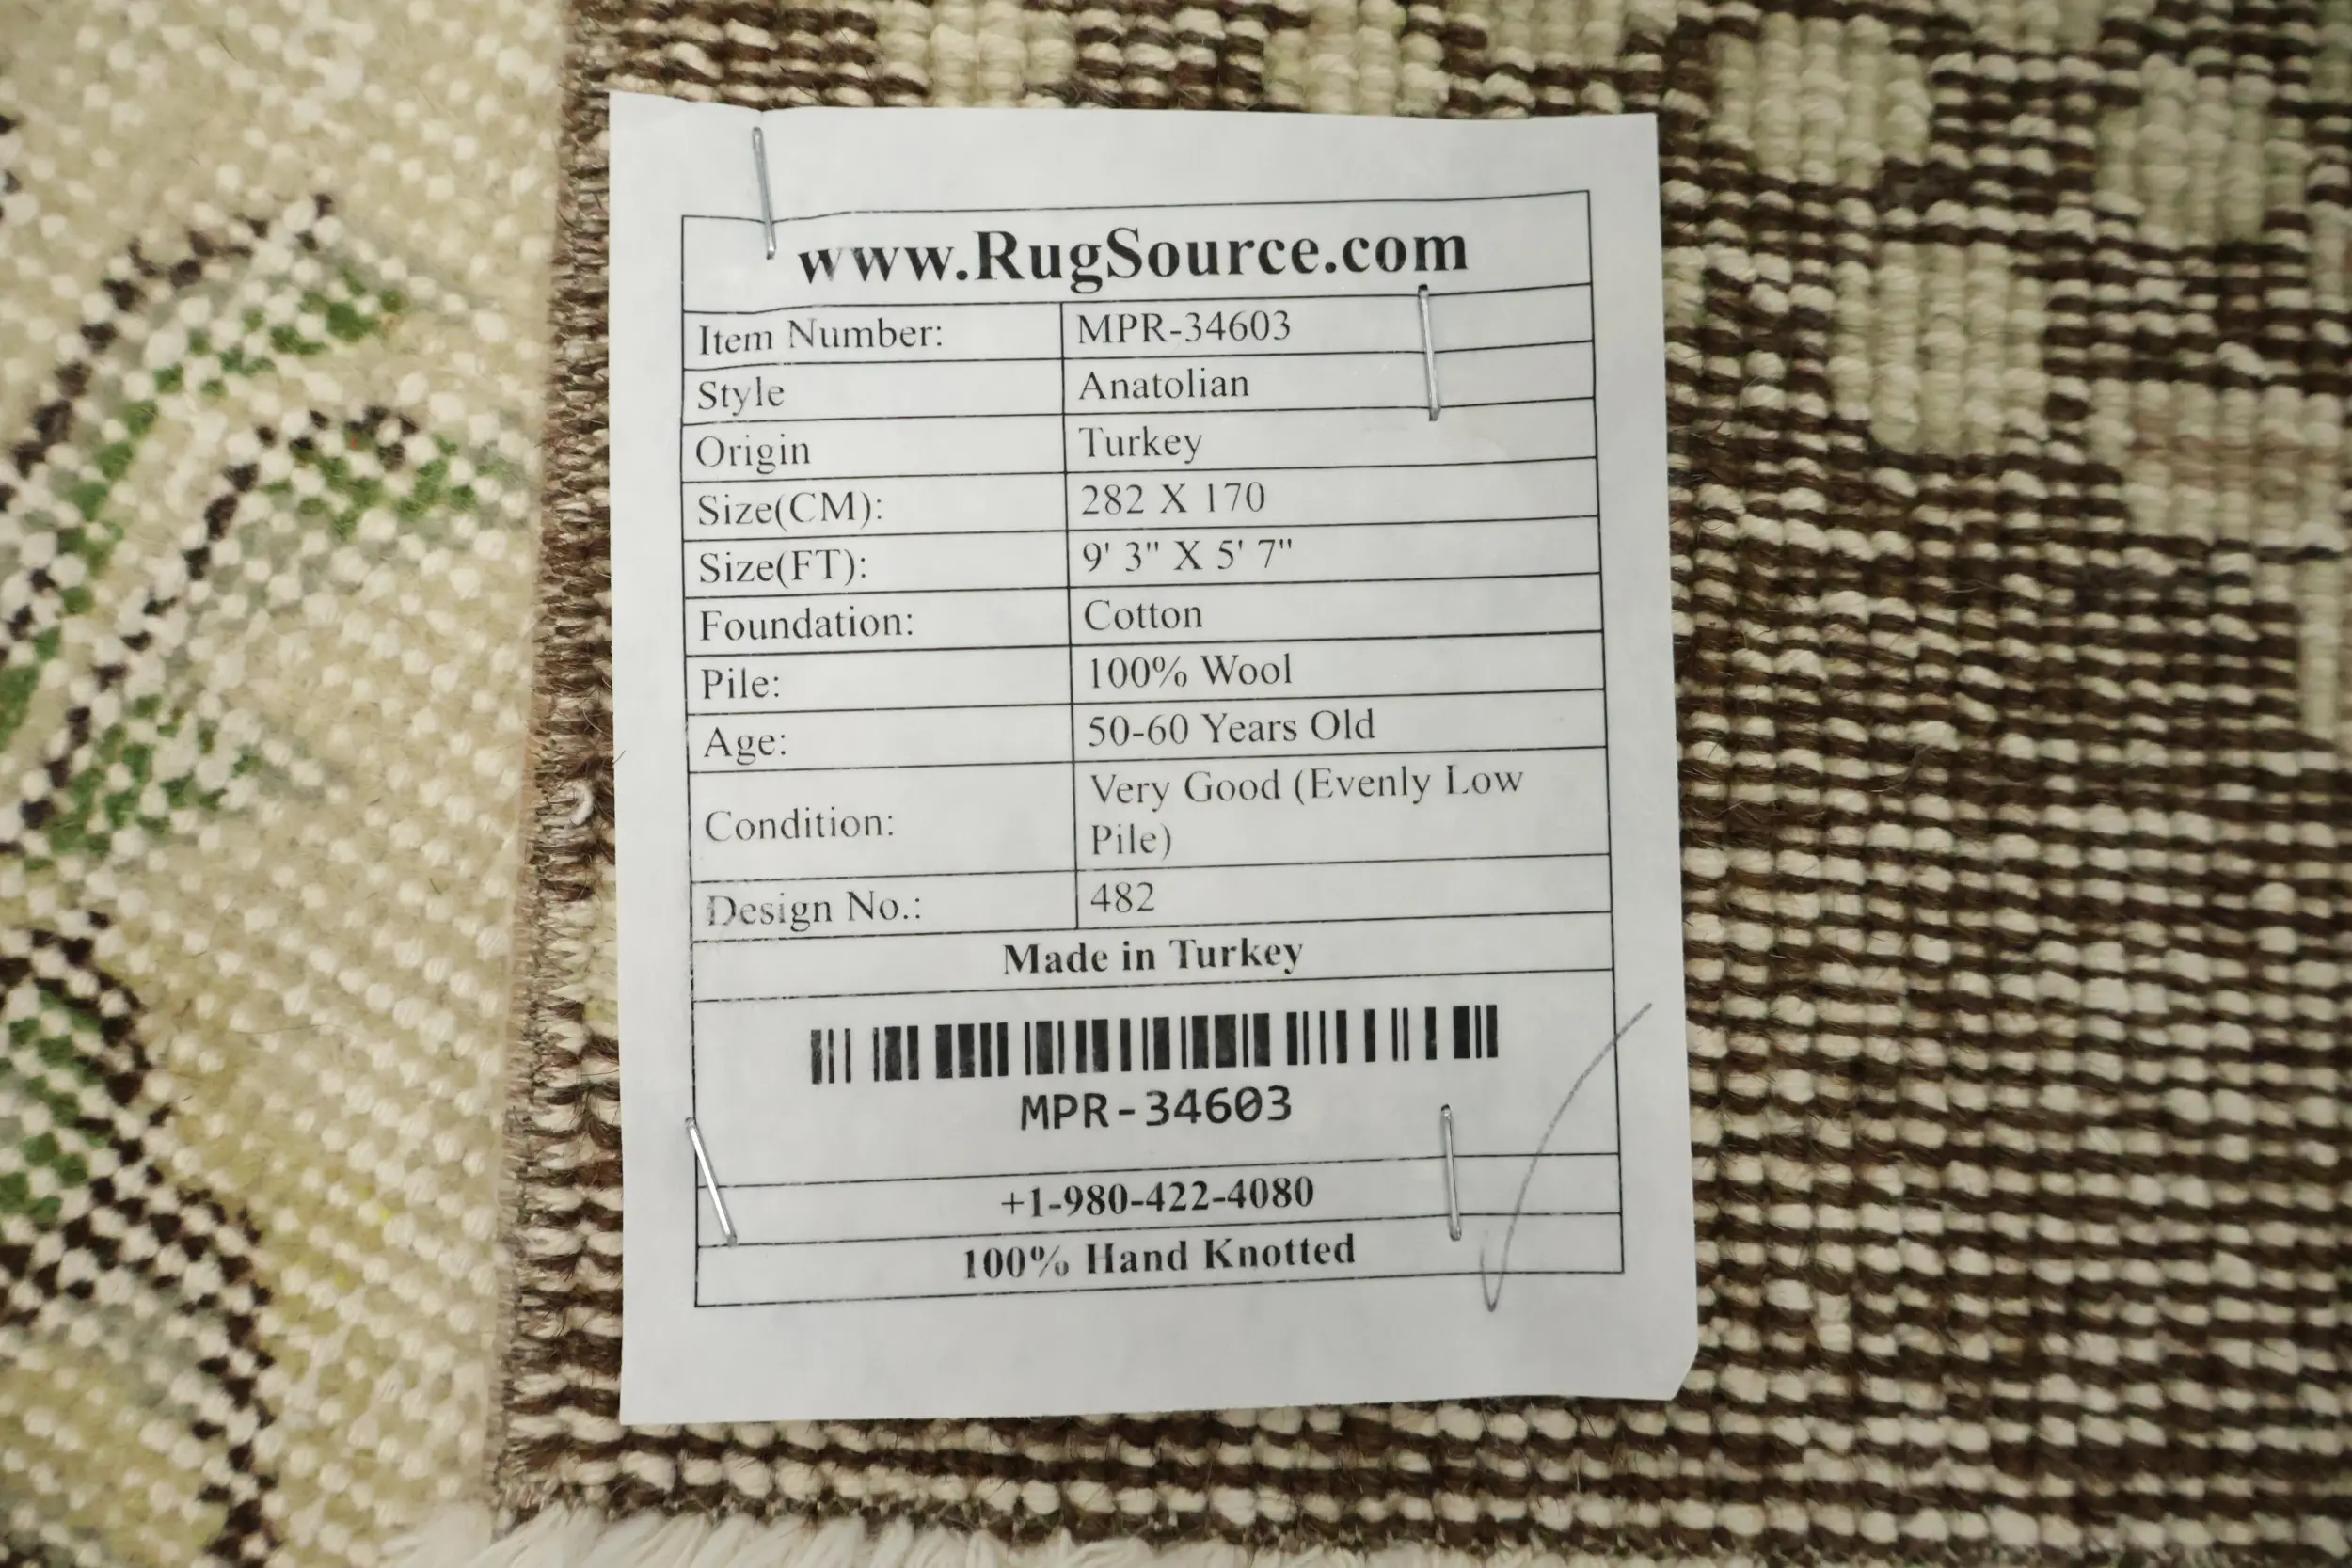 www.RugSource.com
Item Number: MPR-34603
Style Anatolian
Origin Turkey
Size(CM): 282 X 170
Size(FT): 9' 3" X 5' 7"
Foundation: Cotton
Pile: 100% Wool
Age: 50-60 Years Old
Condition: Very Good (Evenly Low
Pile)
Design No.: 482
Made in Turkey
MPR-34603
+1-980-422-4080
100% Hand Knotted